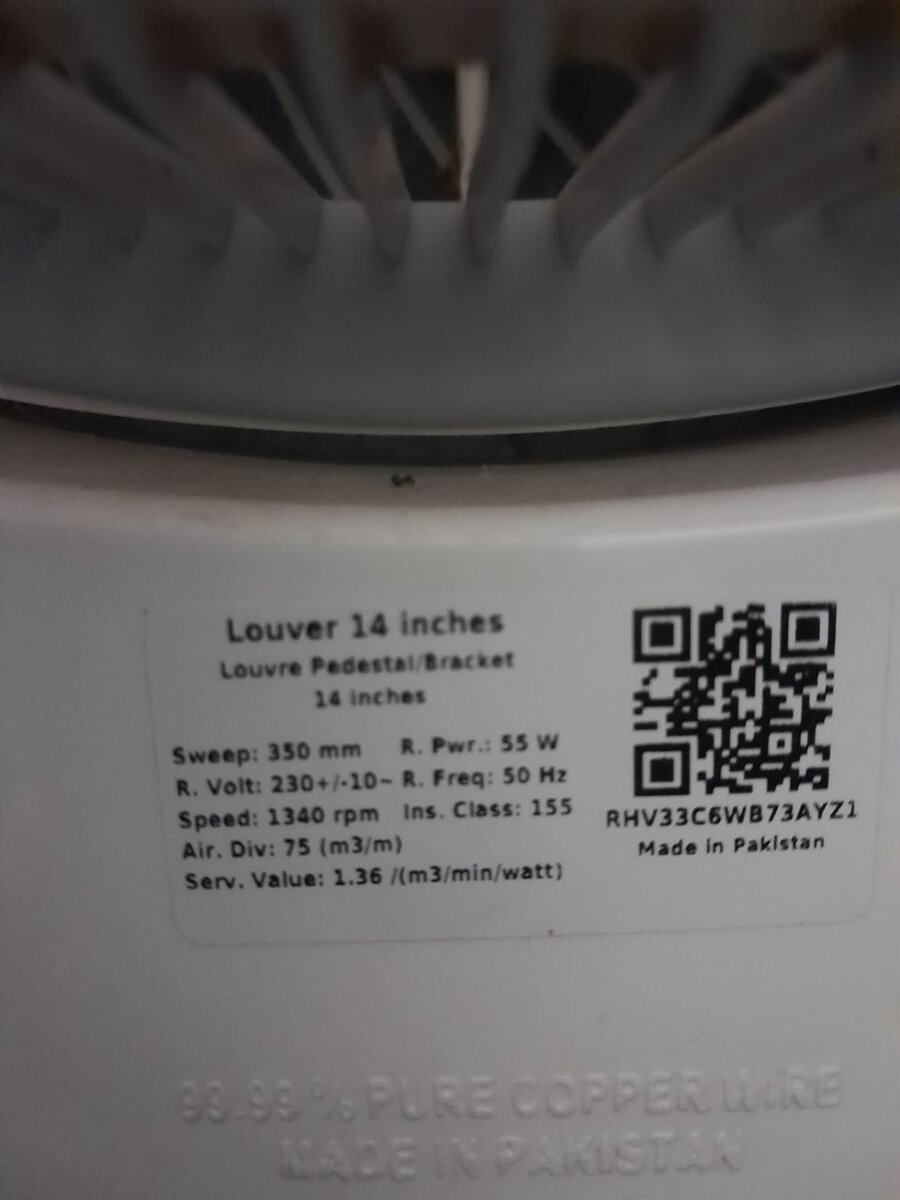 Louver 14 inches
Louvre Pedestal/Bracket
14 inches
Sweep: 350 mm R. Pwr.: 55 W
R. Volt: 230+/-10~ R. Freq: 50 Hz
Speed: 1340 rpm Ins. Class: 155
Air. Div: 75 (m3/m)
Serv. Value: 1.36 /(m3/min/watt)
RHV33C6WB73AYZ1
Made in Pakistan
99.99 % PURE COPPER WIRE
MADE IN PAKISTAN